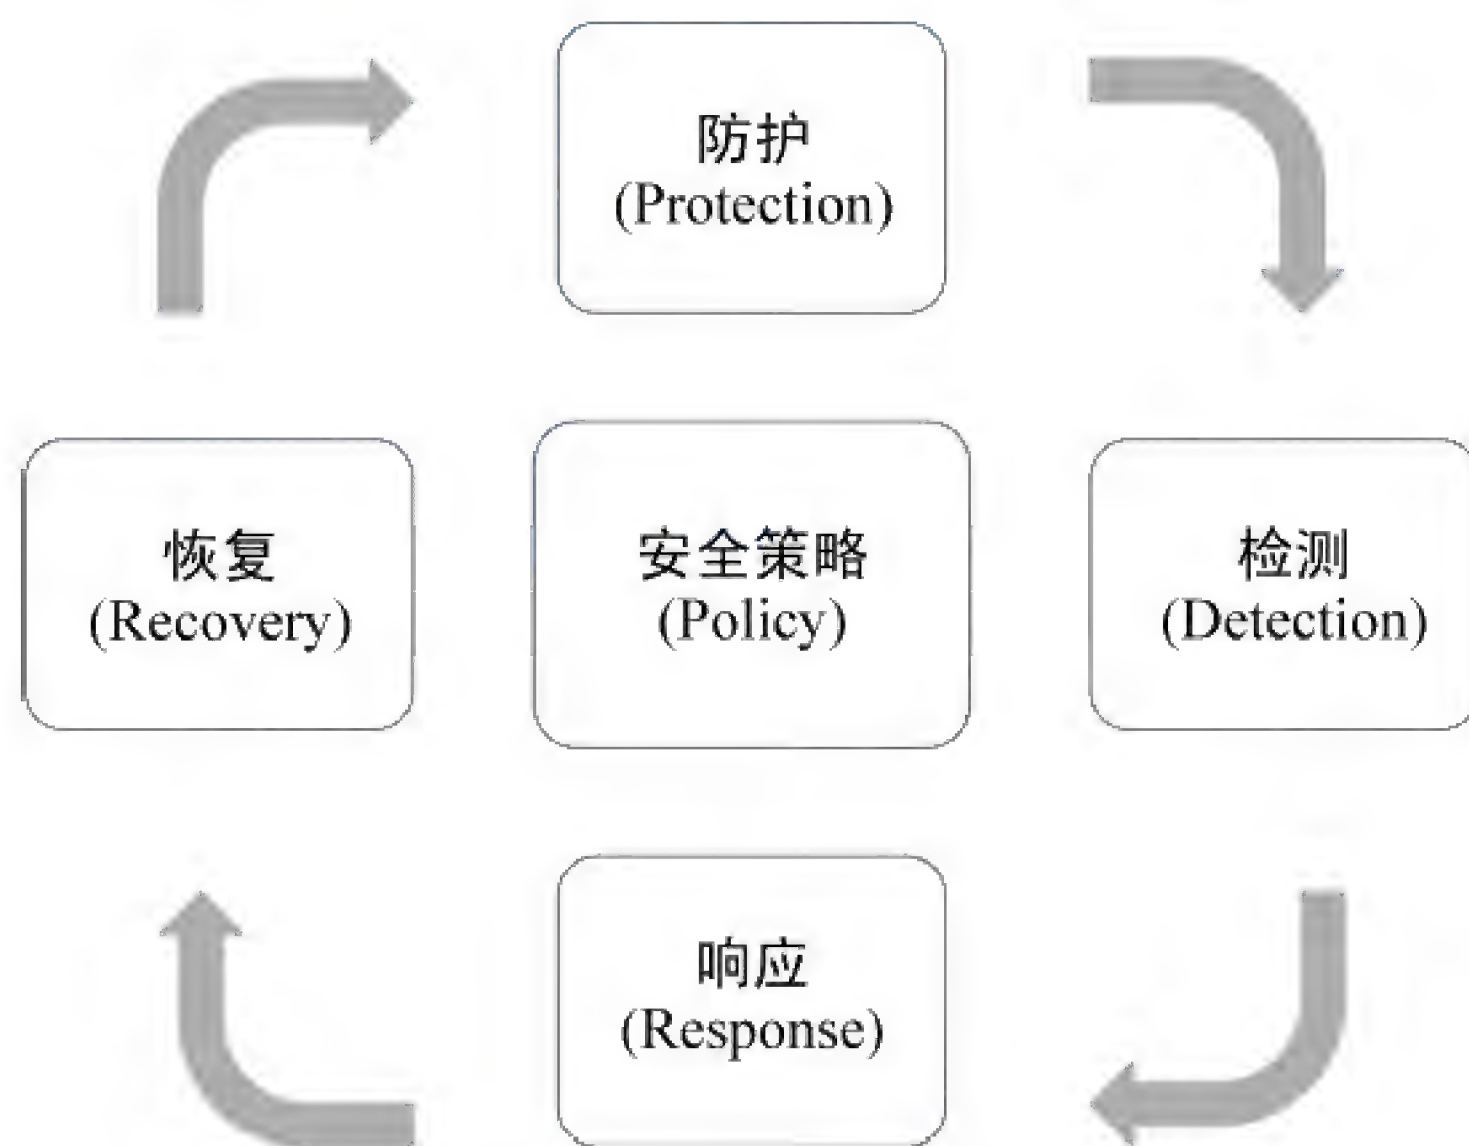 防护
(Protection)
恢复
(Recovery)
安全策略
(Policy)
检测
(Detection)
响应
(Response)